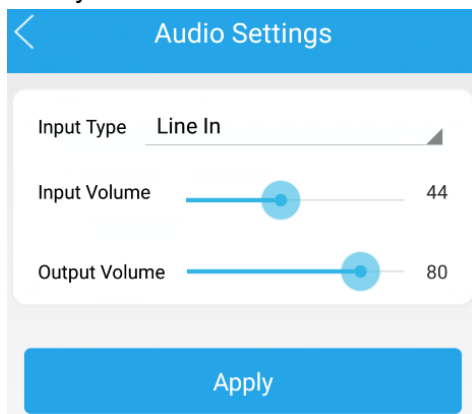 Audio Settings
Input Type Line In
Input Volume 44
Output Volume 80
Apply